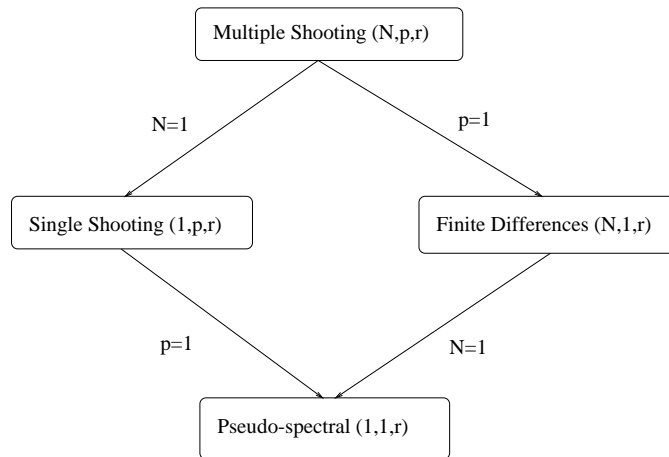 Multiple Shooting (N,p,r)
N=1
p=1
Single Shooting (1,p,r)
Finite Differences (N,1,r)
p=1
N=1
Pseudo-spectral (1,1,r)